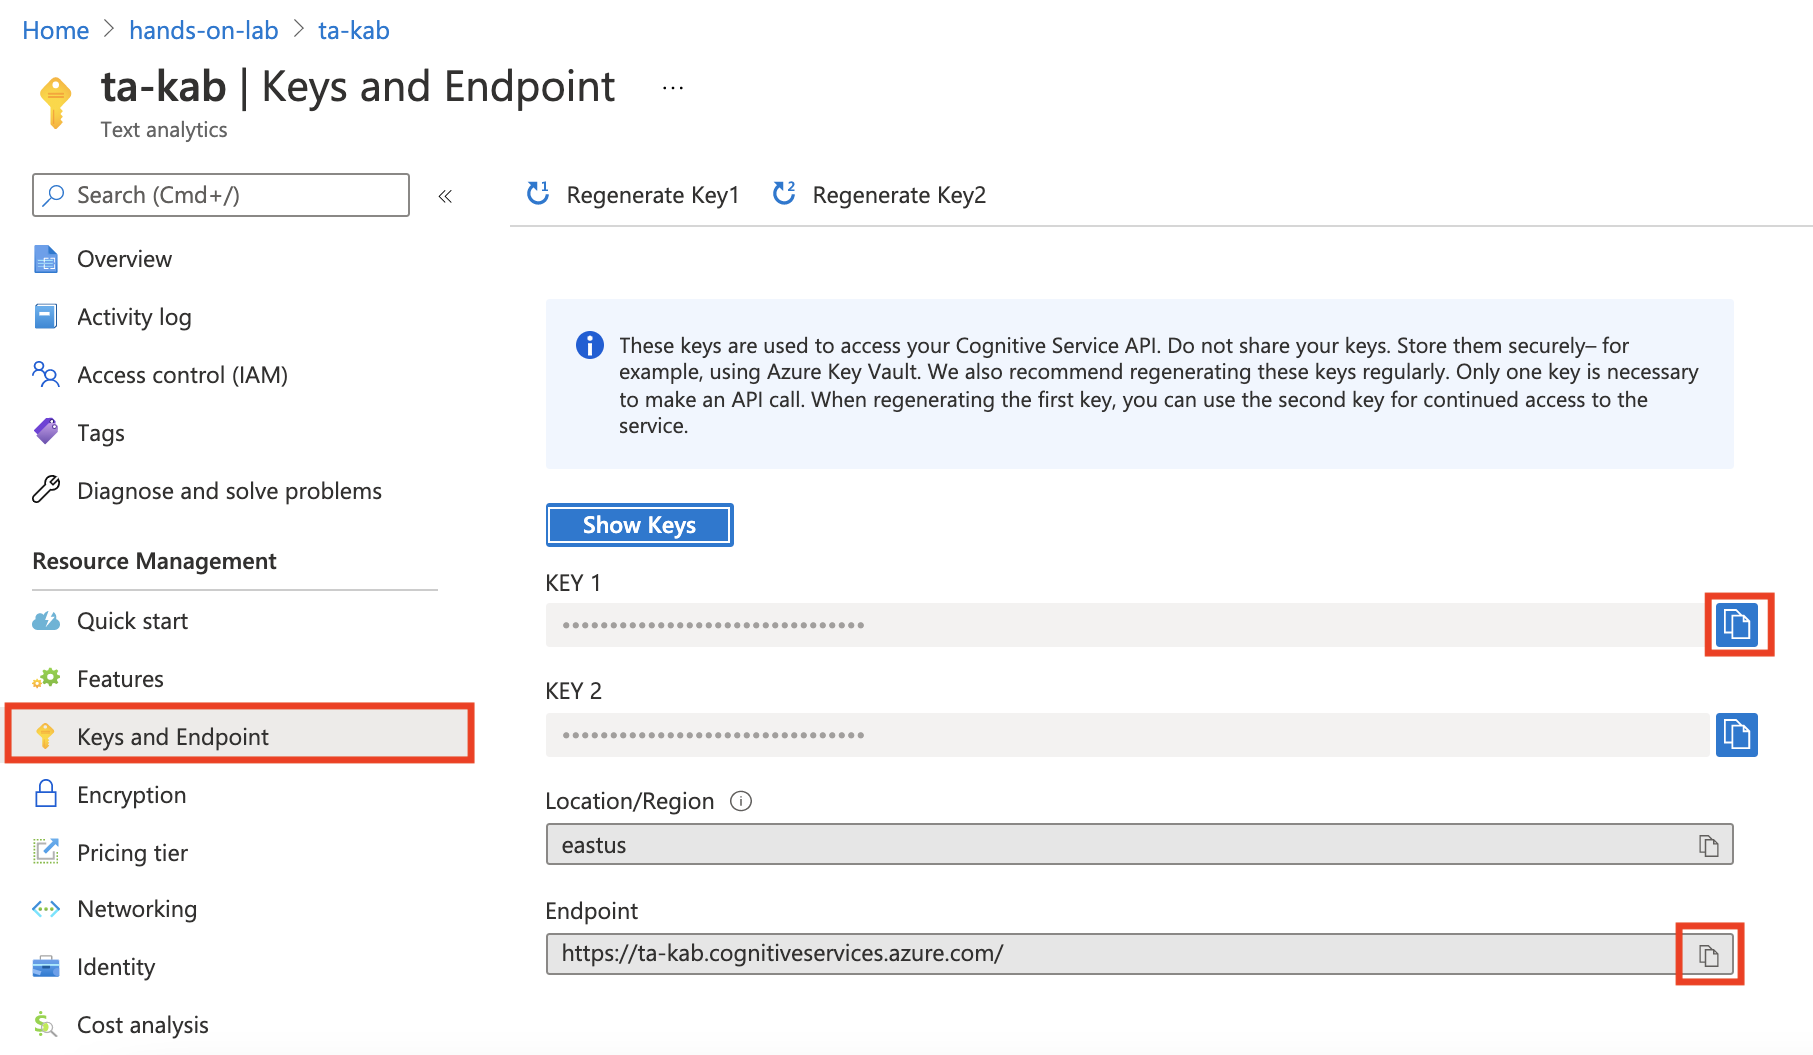 Home > hands-on-lab > ta-kab
ta-kab | Keys and Endpoint ...
Text analytics
Search (Cmd+/)
«
Regenerate Key1
Regenerate Key2
Overview
Activity log
Access control (IAM)
Tags
Diagnose and solve problems
Resource Management
Quick start
Features
Keys and Endpoint
Encryption
Pricing tier
Networking
Identity
Cost analysis
These keys are used to access your Cognitive Service API. Do not share your keys. Store them securely– for
example, using Azure Key Vault. We also recommend regenerating these keys regularly. Only one key is necessary
to make an API call. When regenerating the first key, you can use the second key for continued access to the
service.
Show Keys
KEY 1
•••••••••••••••••••••••••••••••
KEY 2
•••••••••••••••••••••••••••••••
Location/Region
eastus
Endpoint
https://ta-kab.cognitiveservices.azure.com/